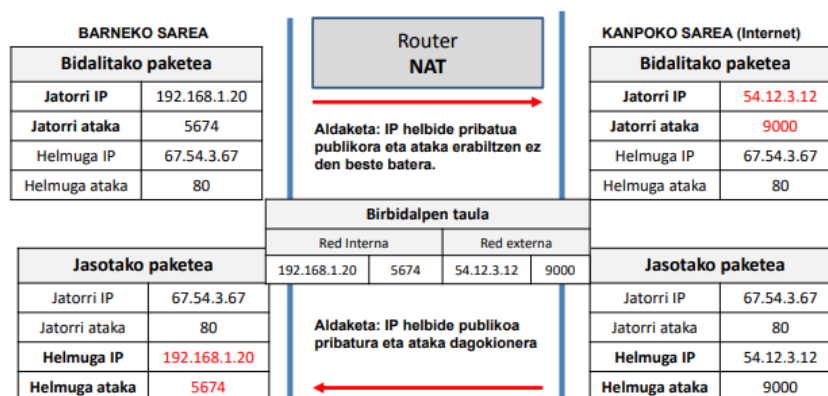 BARNEKO SAREA
Bidalitako paketea
Jatorri IP 192.168.1.20
Jatorri ataka 5674
Helmuga IP 67.54.3.67
Helmuga ataka 80
Router
NAT
Aldaketa: IP helbide pribatua
publikora eta ataka erabiltzen ez
den beste batera.
KANPOKO SAREA (Internet)
Bidalitako paketea
Jatorri IP 54.12.3.12
Jatorri ataka 9000
Helmuga IP 67.54.3.67
Helmuga ataka 80
Birbidalpen taula
Red Interna Red externa
192.168.1.20 5674 54.12.3.12 9000
Jasotako paketea
Jatorri IP 67.54.3.67
Jatorri ataka 80
Helmuga IP 192.168.1.20
Helmuga ataka 5674
Aldaketa: IP helbide publikoa
pribatura eta ataka dagokionera
Jasotako paketea
Jatorri IP 67.54.3.67
Jatorri ataka 80
Helmuga IP 54.12.3.12
Helmuga ataka 9000